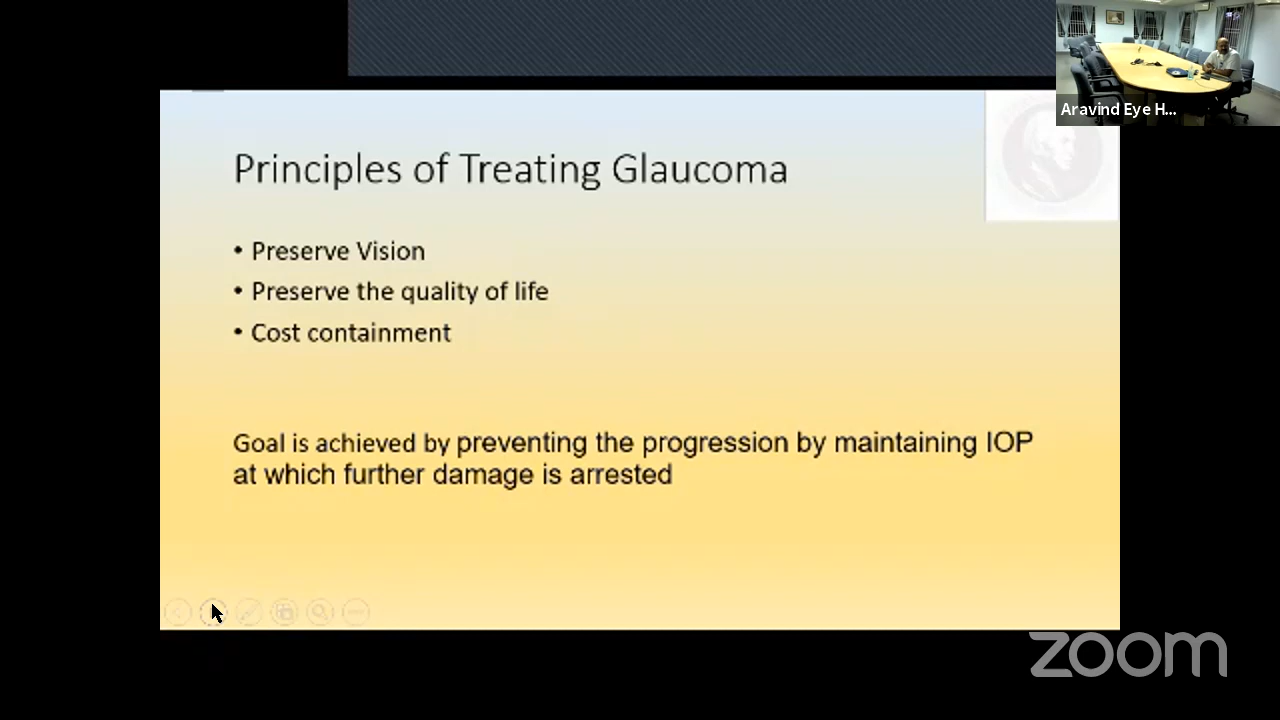 Aravind Eye H...
Principles of Treating Glaucoma
• Preserve Vision
• Preserve the quality of life
• Cost containment
Goal is achieved by preventing the progression by maintaining IOP
at which further damage is arrested
zoom